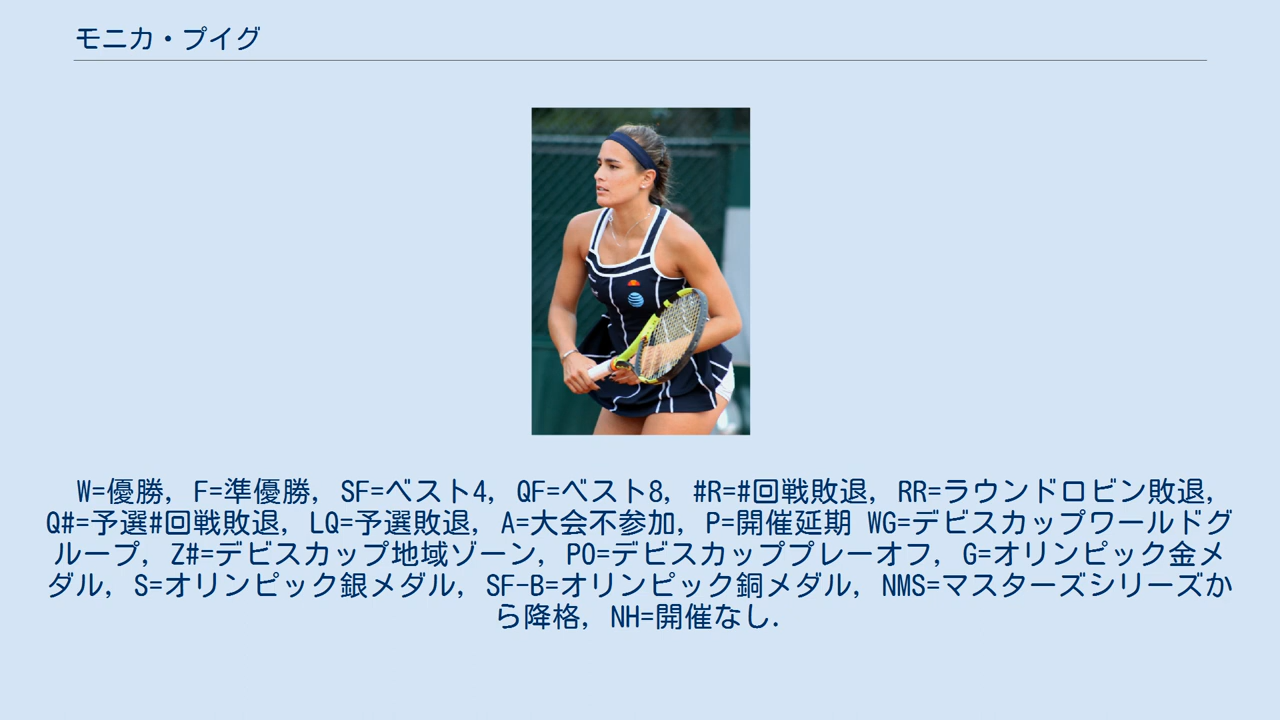 モニカ・プイグ
W=優勝, F=準優勝, SF=ベスト4, QF=ベスト8, #R=#回戦敗退, RR=ラウンドロビン敗退,
Q#=予選#回戦敗退, LQ=予選敗退, A=大会不参加, P=開催延期 WG=デビスカップワールドグ
ループ, Z#=デビスカップ地域ゾーン, PO=デビスカッププレーオフ, G=オリンピック金メ
ダル, S=オリンピック銀メダル, SF-B=オリンピック銅メダル, NMS=マスターズシリーズか
ら降格, NH=開催なし.